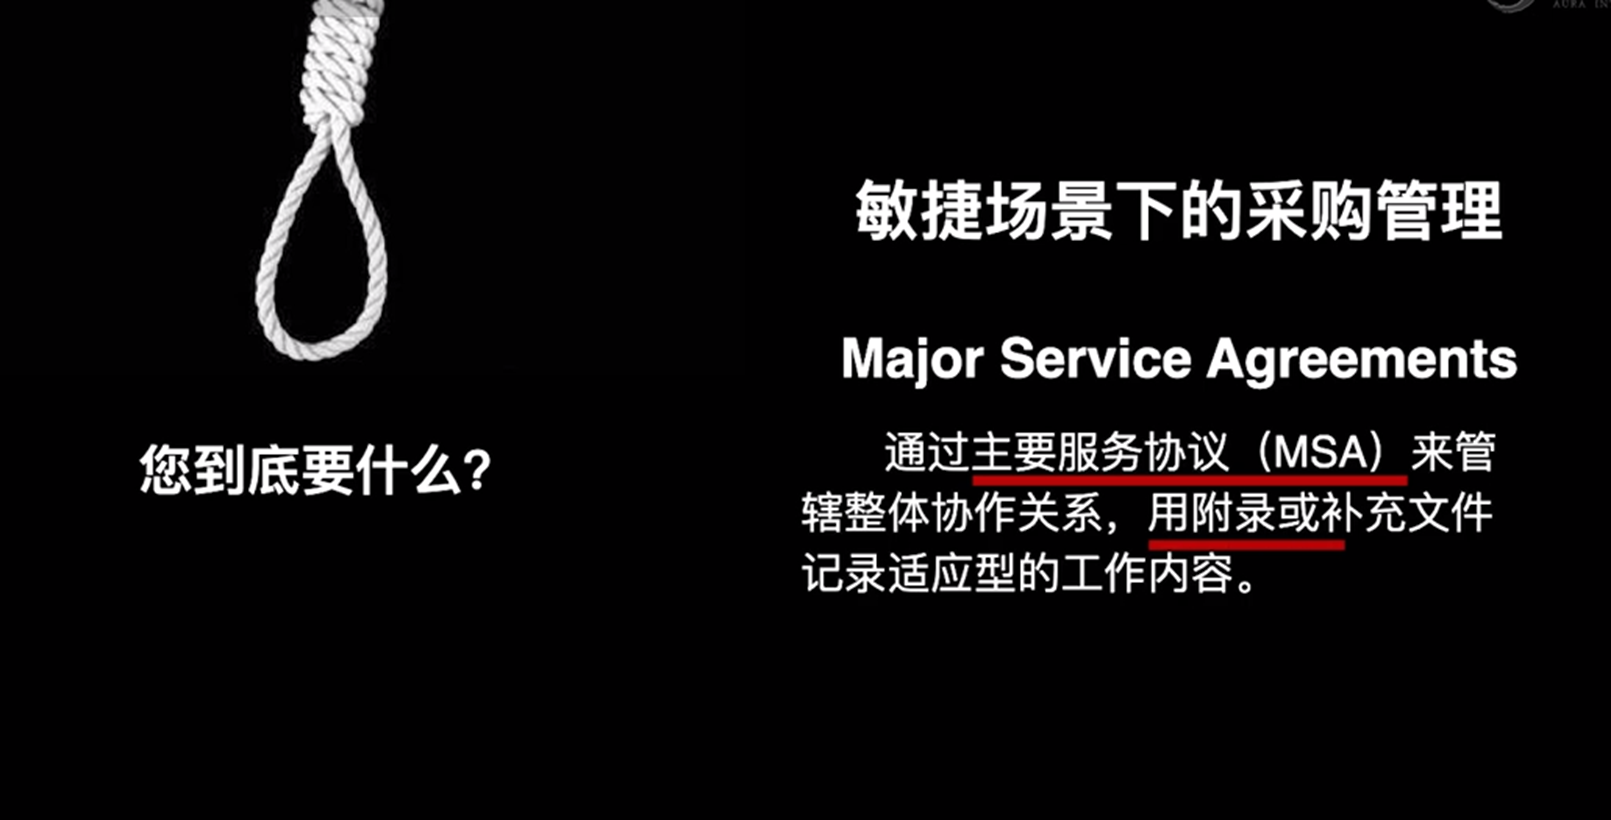 AURA IN
您到底要什么？
敏捷场景下的采购管理
Major Service Agreements
通过主要服务协议（MSA）来管
辖整体协作关系，用附录或补充文件
记录适应型的工作内容。